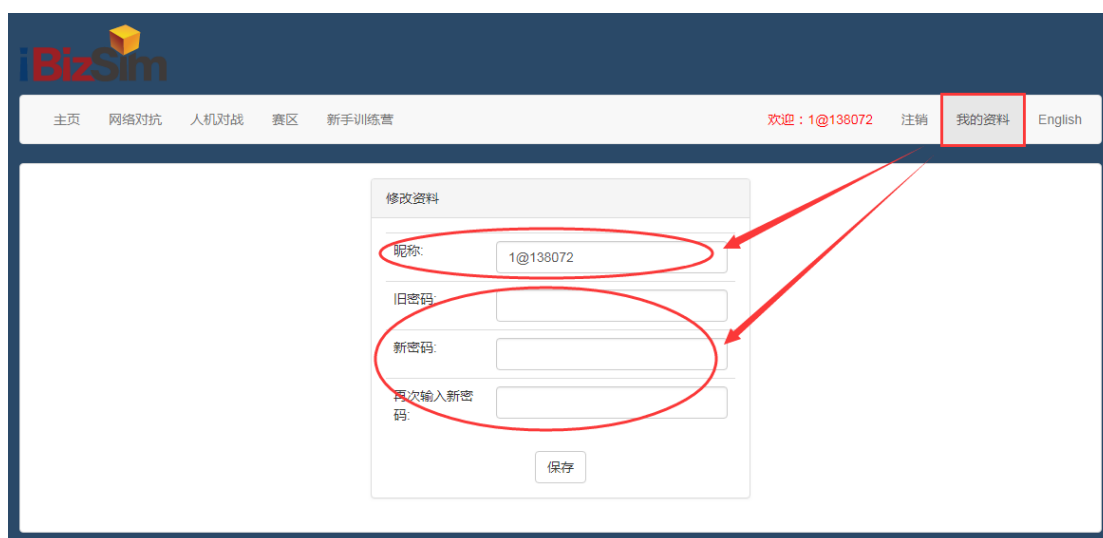 iBizSim
主页 网络对抗 人机对战 赛区 新手训练营 欢迎：1@138072 注销 我的资料 English
修改资料
昵称: 1@138072
旧密码:
新密码:
再次输入新密
码:
保存